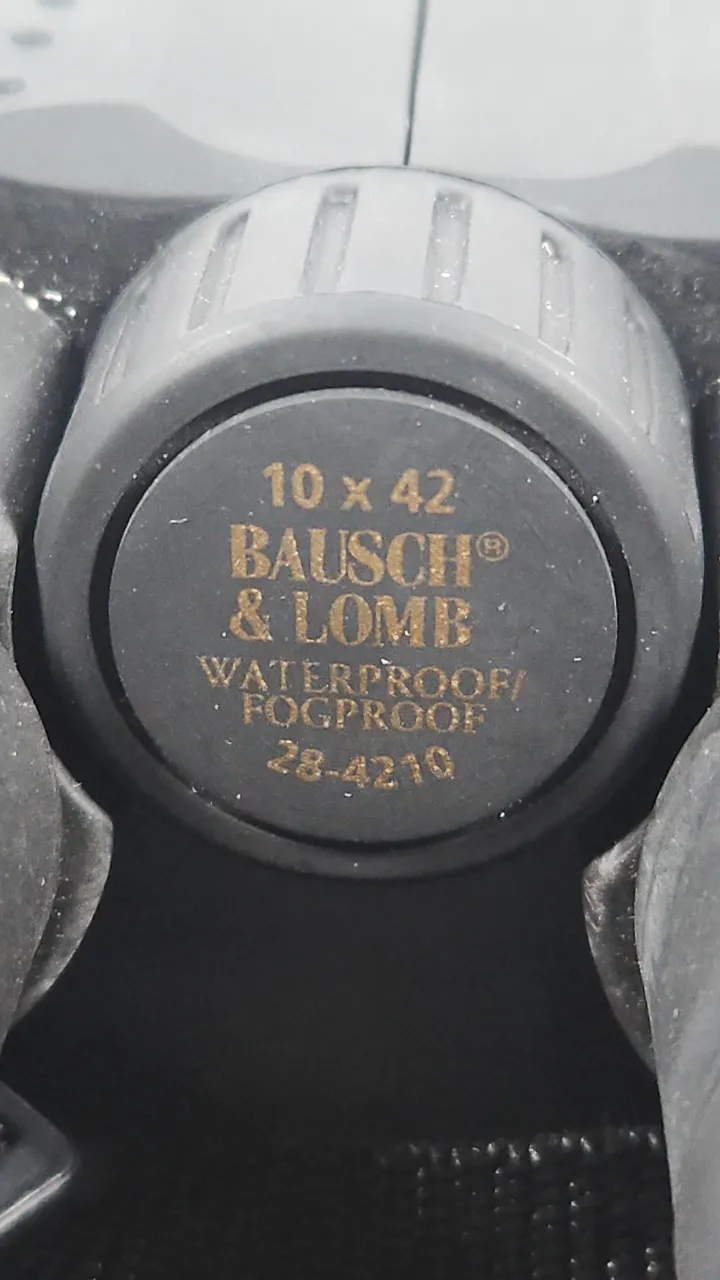 10 x 42
BAUSCH®
& LOMB
WATERPROOF/
FOGPROOF
28-4210